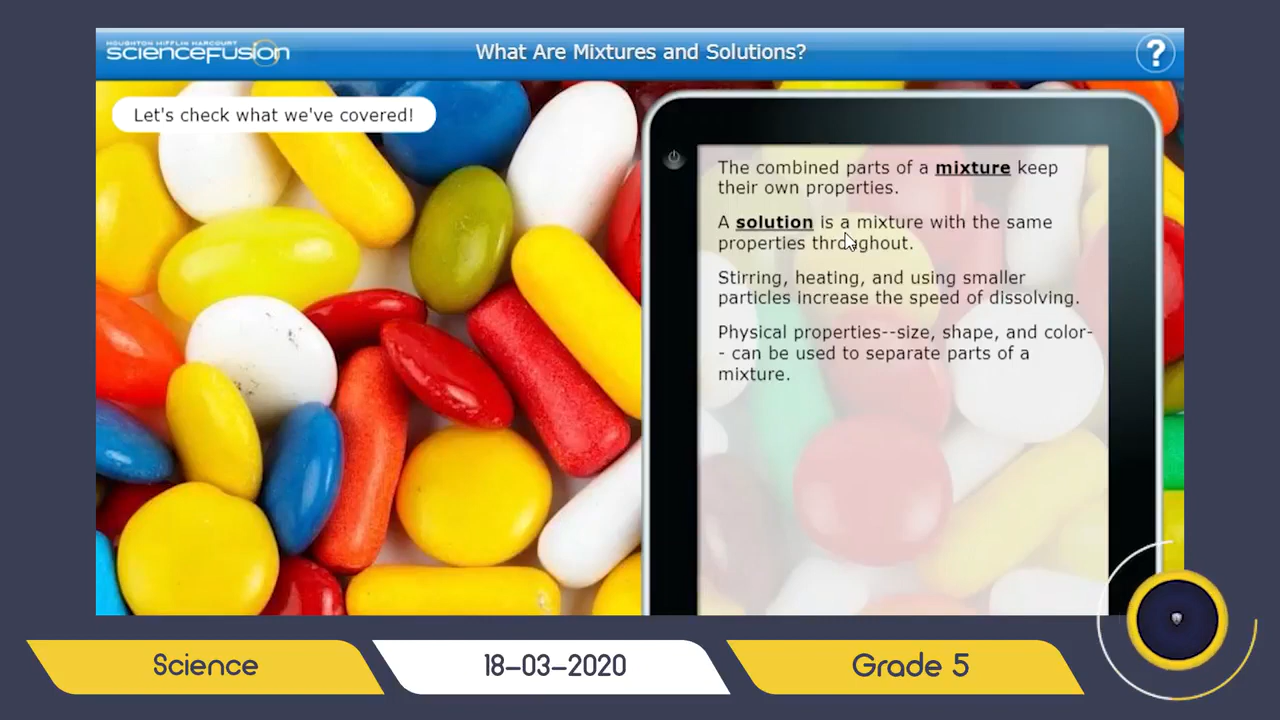 HOUGHTON MIFFLIN HARCOURT
scienceFusion
What Are Mixtures and Solutions?
?
Let's check what we've covered!
The combined parts of a mixture keep
their own properties.
A solution is a mixture with the same
properties throughout.
Stirring, heating, and using smaller
particles increase the speed of dissolving.
Physical properties--size, shape, and color-
- can be used to separate parts of a
mixture.
Science
18-03-2020
Grade 5